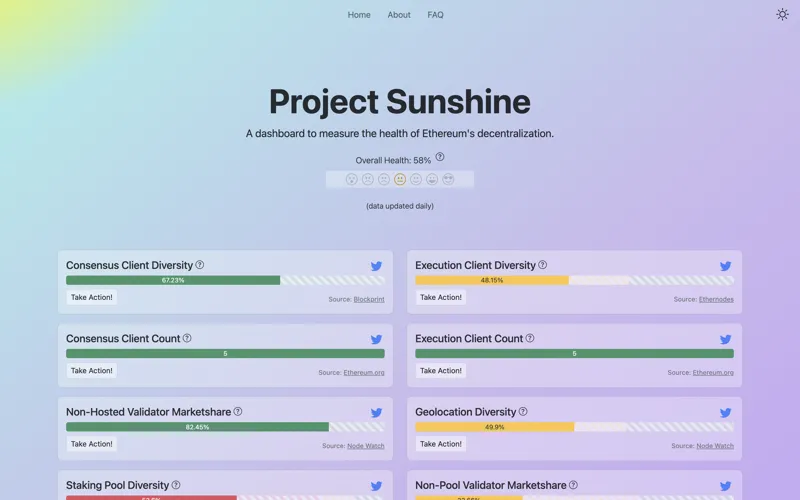 Home About FAQ
Project Sunshine
A dashboard to measure the health of Ethereum's decentralization.
Overall Health: 58%
(data updated daily)
Consensus Client Diversity
67.23%
Take Action!
Source: Blockprint
Execution Client Diversity
48.15%
Take Action!
Source: Ethernodes
Consensus Client Count
5
Take Action!
Source: Ethereum.org
Execution Client Count
5
Take Action!
Source: Ethereum.org
Non-Hosted Validator Marketshare
82.45%
Take Action!
Source: Node Watch
Geolocation Diversity
49.9%
Take Action!
Source: Node Watch
Staking Pool Diversity
Non-Pool Validator Marketshare